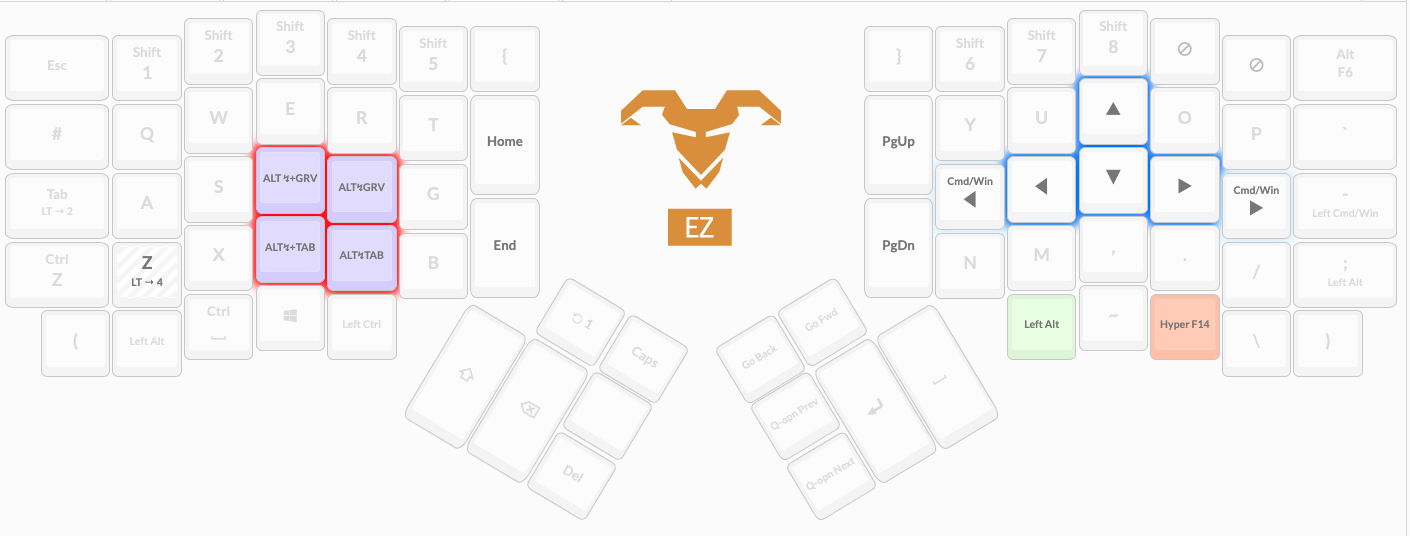 Esc
Shift
1
Shift
2
Shift
3
Shift
4
Shift
5
{
}
Shift
6
Shift
7
Shift
8
Alt
F6
#
Q
W
E
R
T
Home
PgUp
Y
U
▲
O
P
`
Tab
LT → 2
A
S
ALT↯+GRV
ALT↯GRV
G
Cmd/Win
◀
◀
▼
▶
Cmd/Win
▶
-
Left Cmd/Win
Ctrl
Z
Z
LT → 4
X
ALT↯+TAB
ALT↯TAB
B
End
PgDn
N
M
,
.
/
;
Left Alt
(
Left Alt
Ctrl
Left Ctrl
Left Alt
~
Hyper F14
\
)
EZ
1
Caps
Del
Go Back
Go Fwd
Q-opn Prev
Q-opn Next